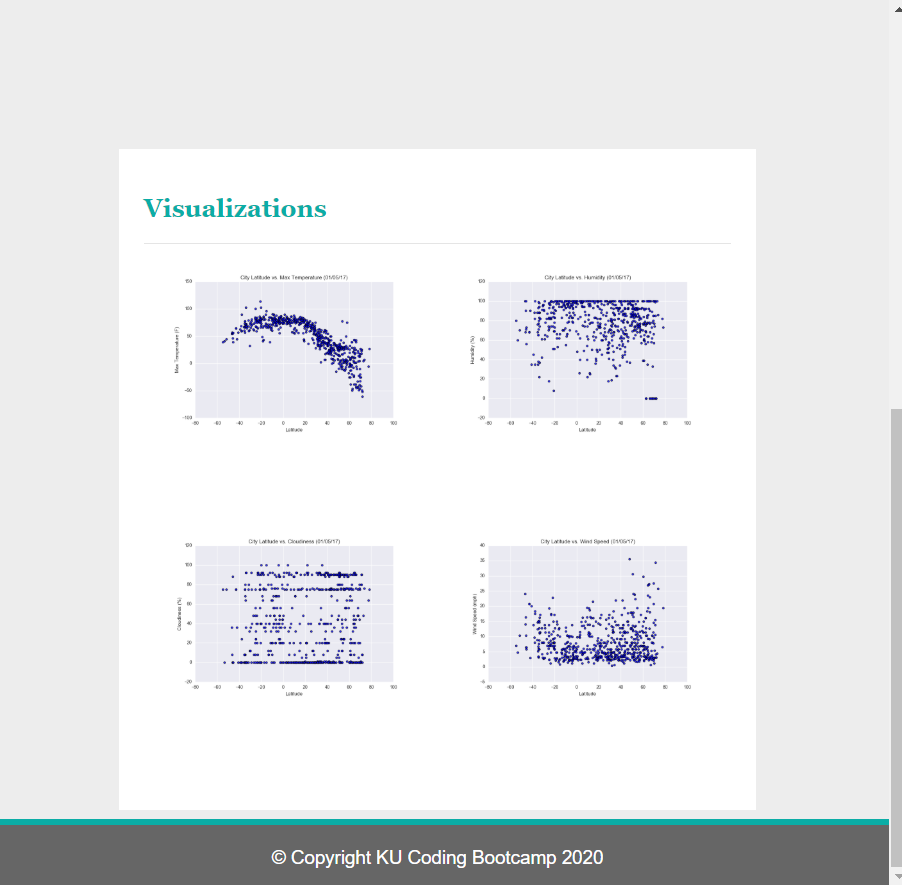 Visualizations
City Latitude vs. Max Temperature (01/05/17)
Max Temperature (F)
150
100
50
0
-50
-100
-80 -60 -40 -20 0 20 40 60 80 100
Latitude
City Latitude vs. Humidity (01/05/17)
Humidity (%)
120
100
80
60
40
20
0
-20
-80 -60 -40 -20 0 20 40 60 80 100
Latitude
City Latitude vs. Cloudiness (01/05/17)
Cloudiness (%)
120
100
80
60
40
20
0
-20
-80 -60 -40 -20 0 20 40 60 80 100
Latitude
City Latitude vs. Wind Speed (01/05/17)
Wind Speed (mph)
40
35
30
25
20
15
10
5
0
-5
-80 -60 -40 -20 0 20 40 60 80 100
Latitude
© Copyright KU Coding Bootcamp 2020